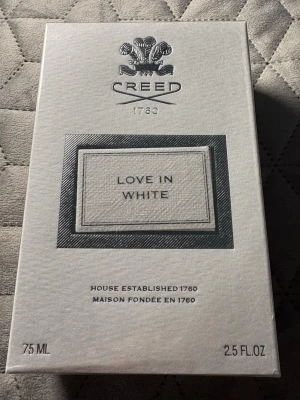 CREED
1760
LOVE IN
WHITE
HOUSE ESTABLISHED 1760
MAISON FONDÉE EN 1760
75 ML 2.5 FL.OZ